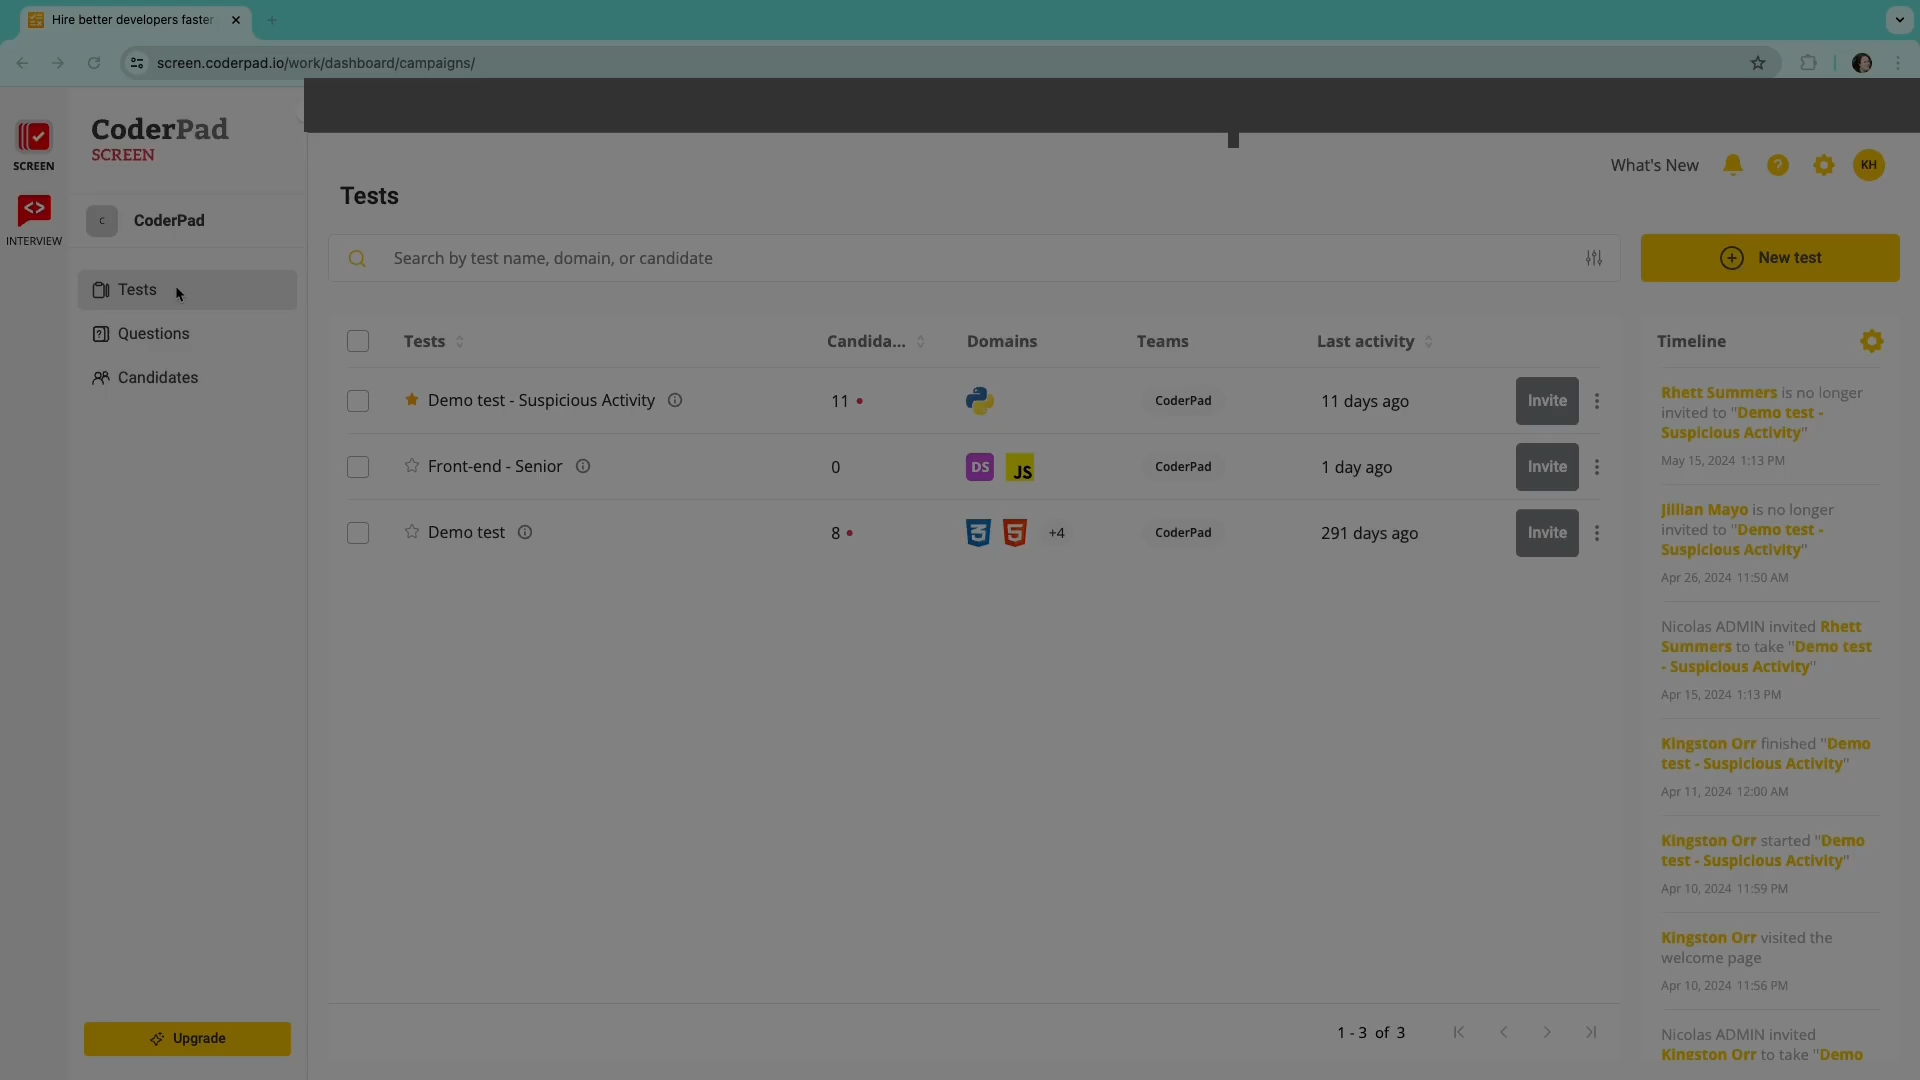 Hire better developers faster
screen.coderpad.io/work/dashboard/campaigns/
SCREEN
INTERVIEW
CoderPad
SCREEN
C
CoderPad
Tests
Questions
Candidates
Upgrade
What's New
KH
Tests
Search by test name, domain, or candidate
New test
Tests
Candida...
Domains
Teams
Last activity
Demo test - Suspicious Activity
11
CoderPad
11 days ago
Invite
Front-end - Senior
0
DS
JS
CoderPad
1 day ago
Invite
Demo test
8
3
5
+4
CoderPad
291 days ago
Invite
1 - 3 of 3
Timeline
Rhett Summers is no longer
invited to "Demo test -
Suspicious Activity"
May 15, 2024 1:13 PM
Jillian Mayo is no longer
invited to "Demo test -
Suspicious Activity"
Apr 26, 2024 11:50 AM
Nicolas ADMIN invited Rhett
Summers to take "Demo test
- Suspicious Activity"
Apr 15, 2024 1:13 PM
Kingston Orr finished "Demo
test - Suspicious Activity"
Apr 11, 2024 12:00 AM
Kingston Orr started "Demo
test - Suspicious Activity"
Apr 10, 2024 11:59 PM
Kingston Orr visited the
welcome page
Apr 10, 2024 11:56 PM
Nicolas ADMIN invited
Kingston Orr to take "Demo